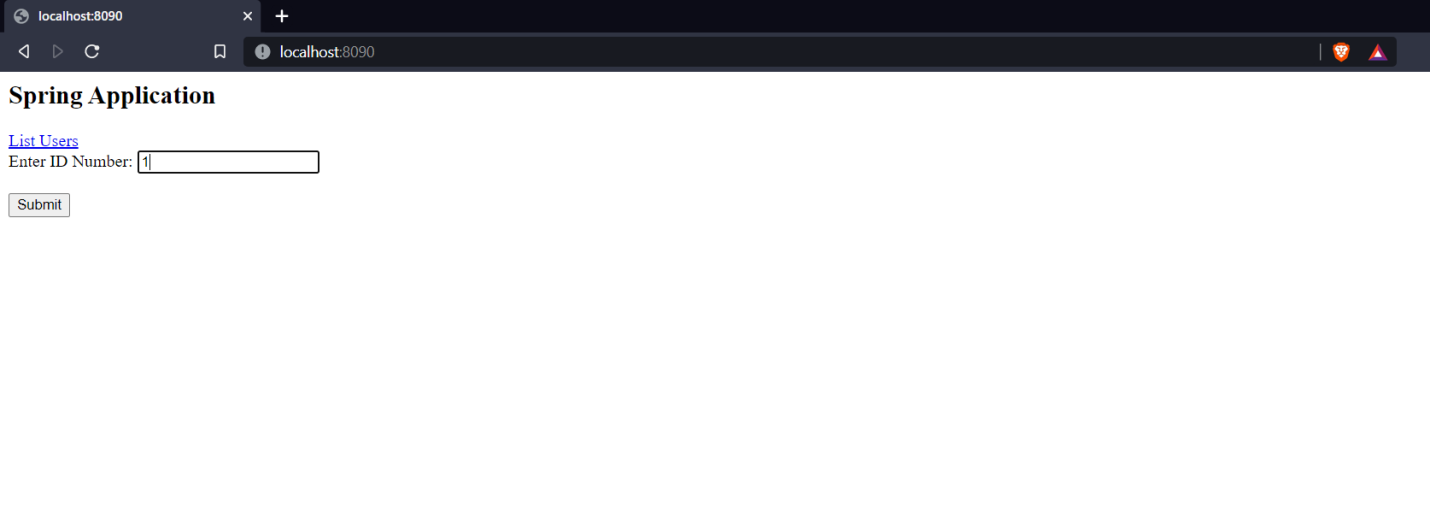 localhost:8090
localhost:8090
Spring Application
List Users
Enter ID Number: 1
Submit